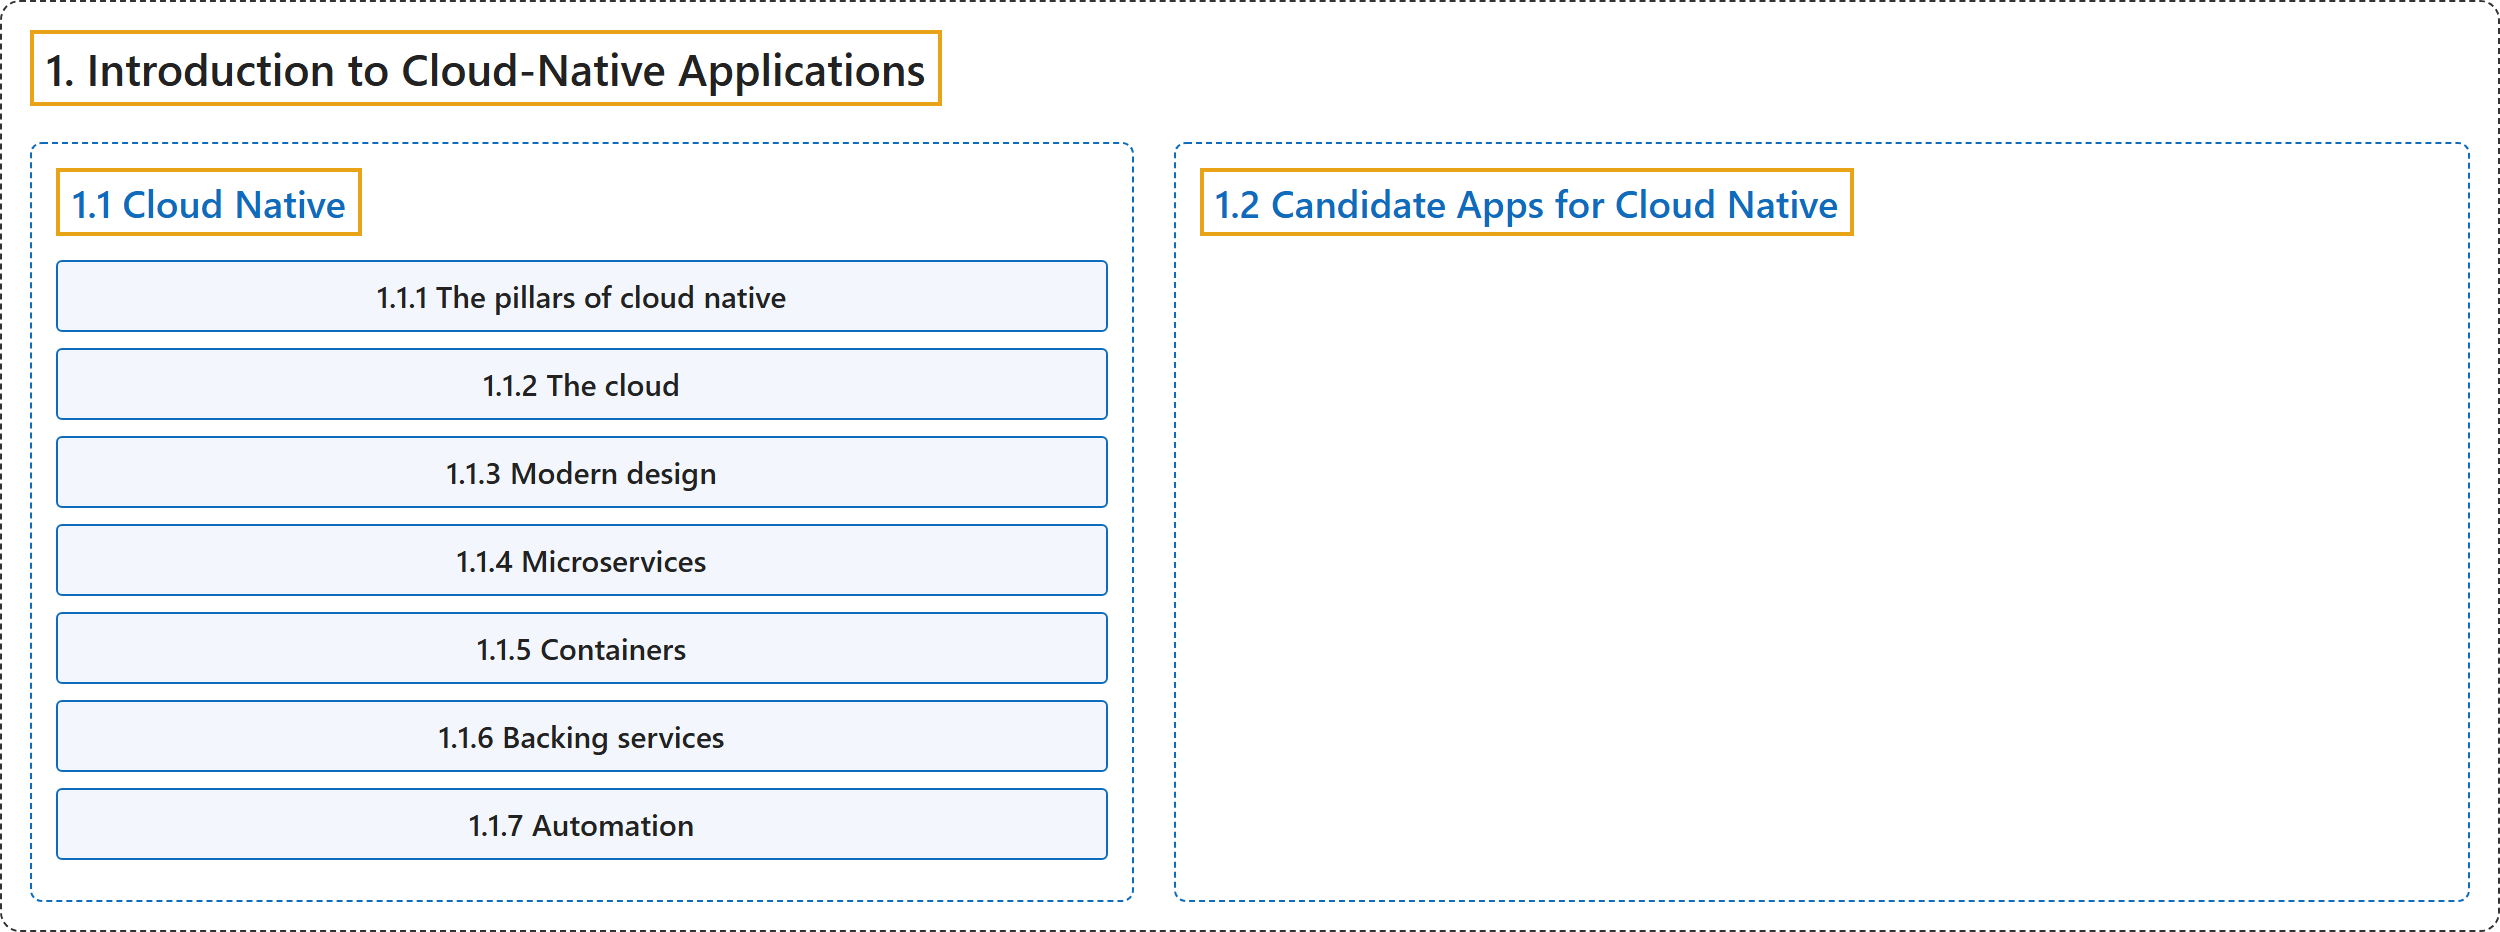 1. Introduction to Cloud-Native Applications
1.1 Cloud Native
1.1.1 The pillars of cloud native
1.1.2 The cloud
1.1.3 Modern design
1.1.4 Microservices
1.1.5 Containers
1.1.6 Backing services
1.1.7 Automation
1.2 Candidate Apps for Cloud Native